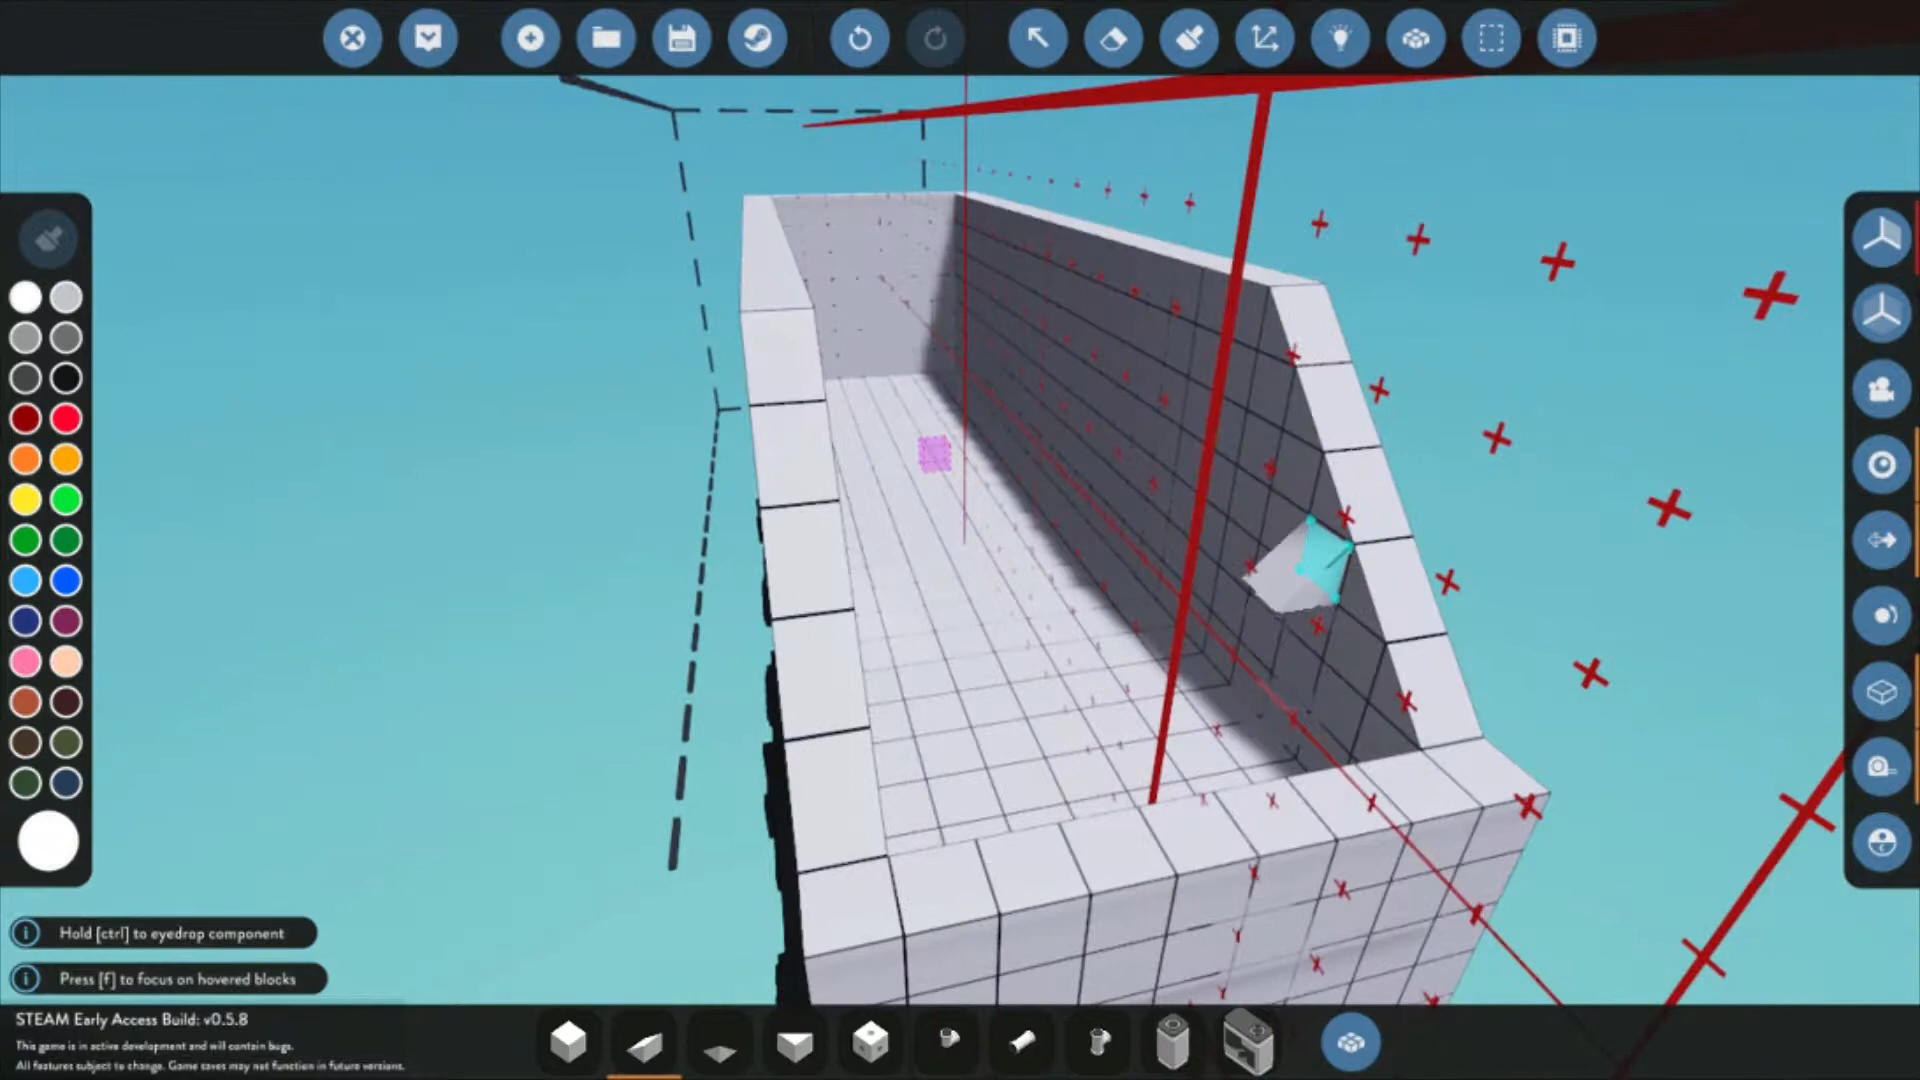 Hold [ctrl] to eyedrop component
Press [f] to focus on hovered blocks
STEAM Early Access Build: v0.5.8
This game is in active development and will contain bugs.
All features subject to change. Game saves may not function in future versions.